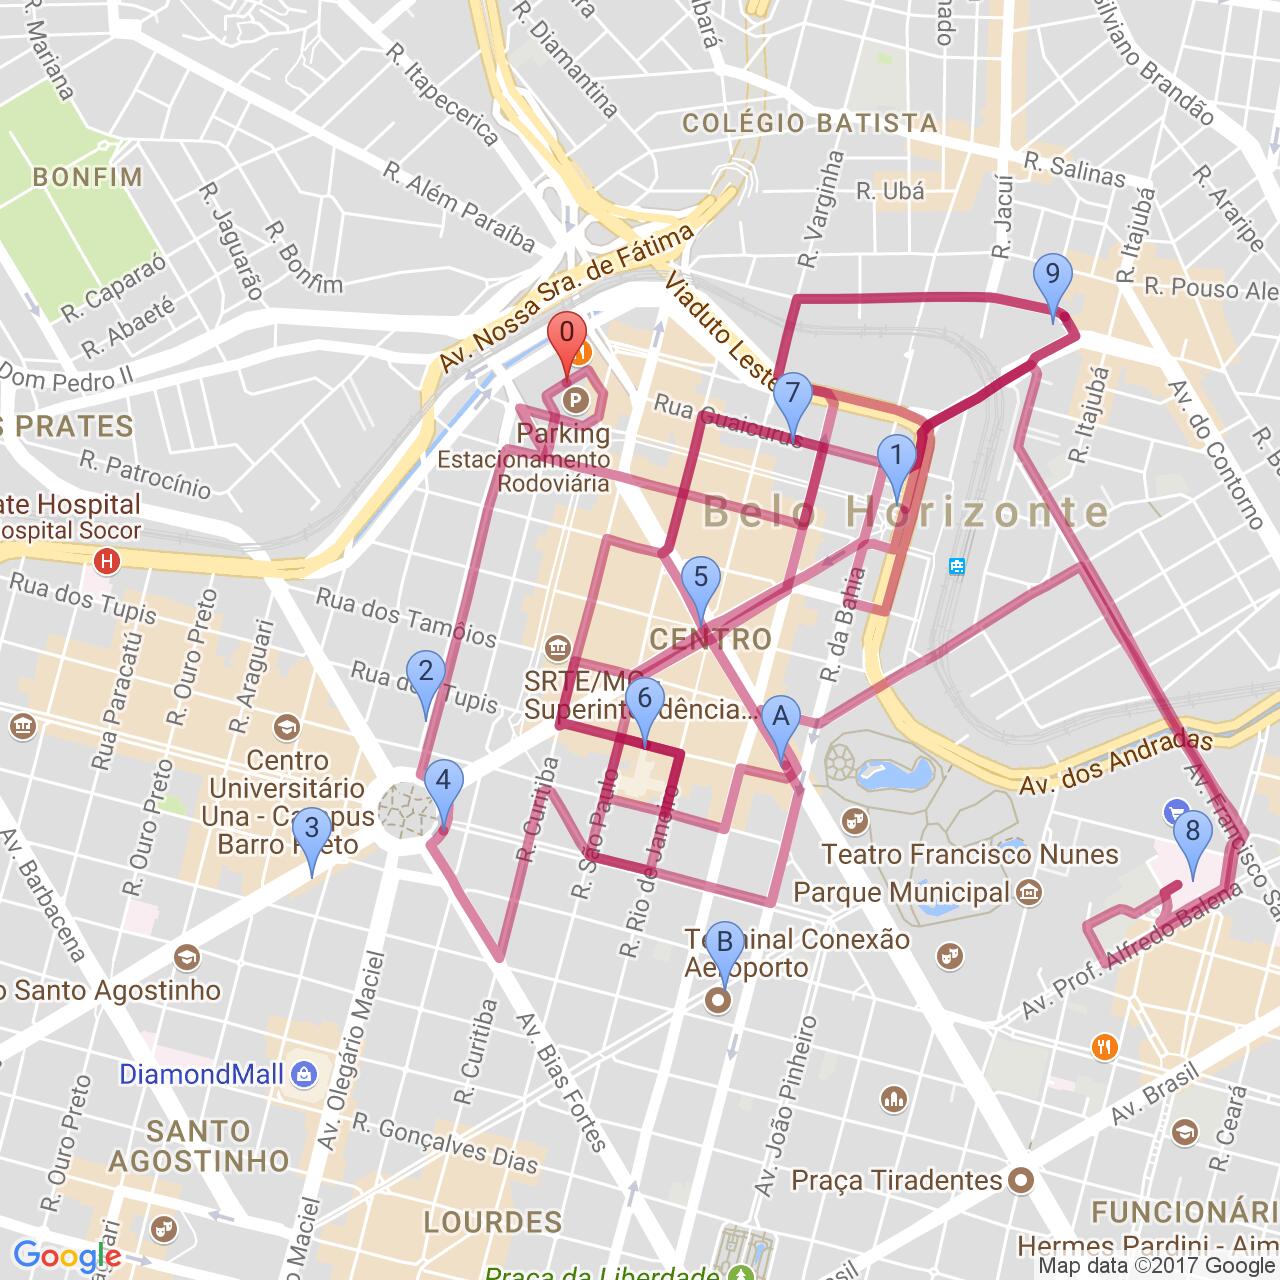 R. Mariana
R. Itapecerica
R. Diamantina
Silviano Brandão
COLÉGIO BATISTA
R. Salinas
BONFIM
R. Além Paraíba
R. Varginha
R. Ubá
R. Jacuí
R. Itajubá
R. Araripe
R. Jaguarão
R. Bonfim
R. Caparaó
R. Abaeté
Av. Nossa Sra. de Fátima
Viaduto Leste
9
R. Pouso Ale
0
Dom Pedro II
7
P
Rua Guaicurus
R. Itajubá
Av. do Contorno
S PRATES
Parking
Estacionamento
Rodoviária
R. Patrocínio
1
ate Hospital
ospital Socor
H
Belo Horizonte
Rua dos Tupis
R. Ouro Preto
R. Araguari
Rua Paracatú
Rua dos Tamôios
5
R. da Bahia
CENTRO
2
Rua dos Tupis
SRTE/MG -
Superintendência...
6
A
Av. dos Andradas
Centro
Universitário
Una - Campus
Barro Preto
4
3
R. Ouro Preto
R. Curitiba
R. São Paulo
R. Rio de Janeiro
Av. Francisco Sa
8
Teatro Francisco Nunes
Parque Municipal
Av. Barbacena
Av. Prof. Alfredo Balena
B
Terminal Conexão
Aeroporto
o Santo Agostinho
Av. Olegário Maciel
R. Curitiba
Av. Bias Fortes
Av. João Pinheiro
DiamondMall
R. Ouro Preto
R. Gonçalves Dias
Av. Brasil
R. Ceará
SANTO
AGOSTINHO
Praça Tiradentes
LOURDES
FUNCIONÁRI
Hermes Pardini - Aim
Google
Praça da Liberdade
Map data ©2017 Google